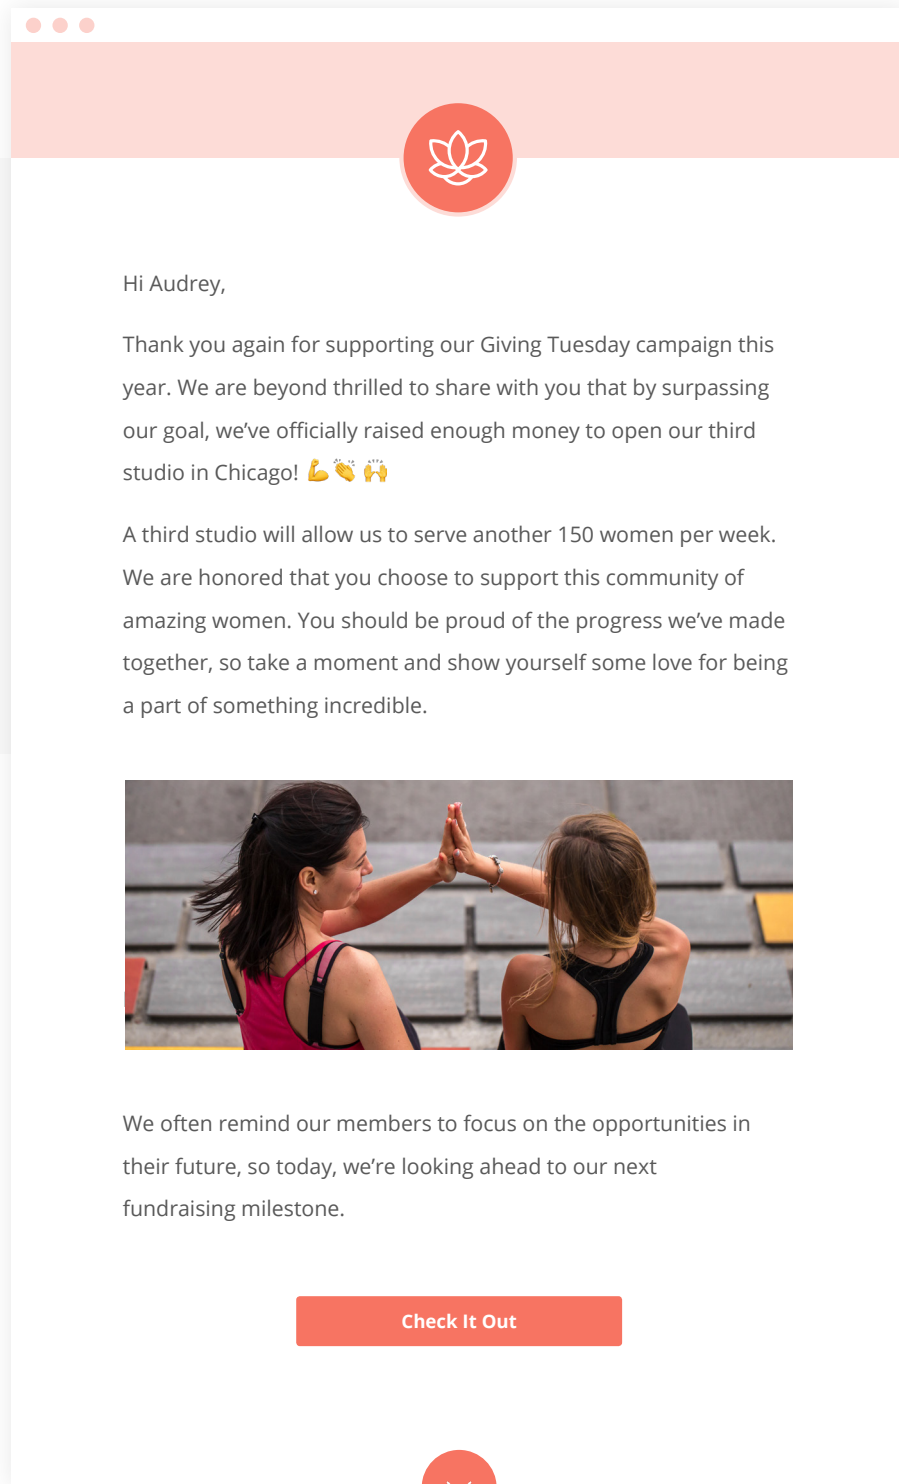 Hi Audrey,
Thank you again for supporting our Giving Tuesday campaign this
year. We are beyond thrilled to share with you that by surpassing
our goal, we’ve officially raised enough money to open our third
studio in Chicago! 💪👏 🙌
A third studio will allow us to serve another 150 women per week.
We are honored that you choose to support this community of
amazing women. You should be proud of the progress we’ve made
together, so take a moment and show yourself some love for being
a part of something incredible.
We often remind our members to focus on the opportunities in
their future, so today, we’re looking ahead to our next
fundraising milestone.
Check It Out